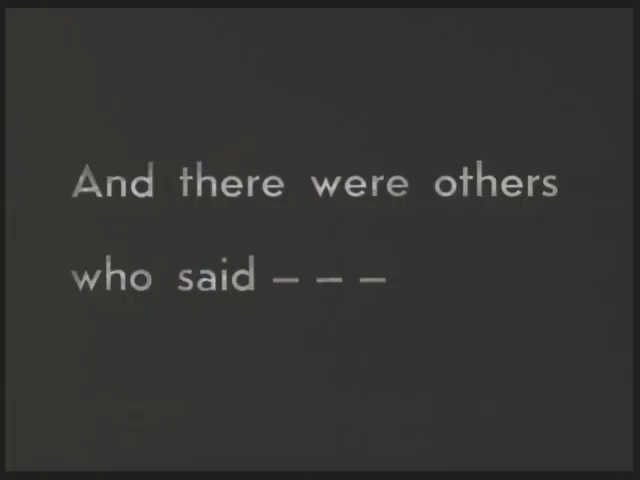 And there were others
who said – – –